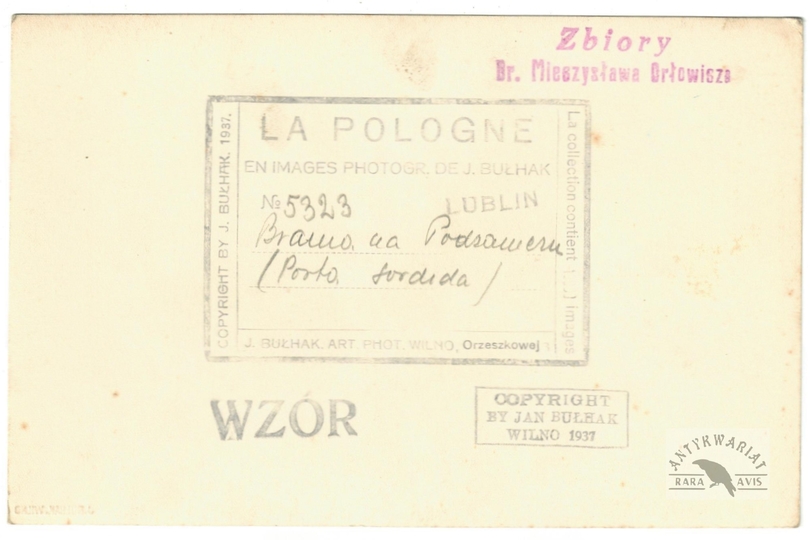 Zbiory
Dr. Mieczysława Orłowicza
LA POLOGNE
EN IMAGES PHOTOGR. DE J. BUŁHAK
№ 5323 LUBLIN
Brama na Podzamczu
(Porta sordida)
J. BUŁHAK. ART. PHOT. WILNO, Orzeszkowej
COPYRIGHT BY J. BUŁHAK. 1937.
La collection contient (....) images
WZÓR
COPYRIGHT
BY JAN BUŁHAK
WILNO 1937
ANTYKWARIAT
RARA AVIS